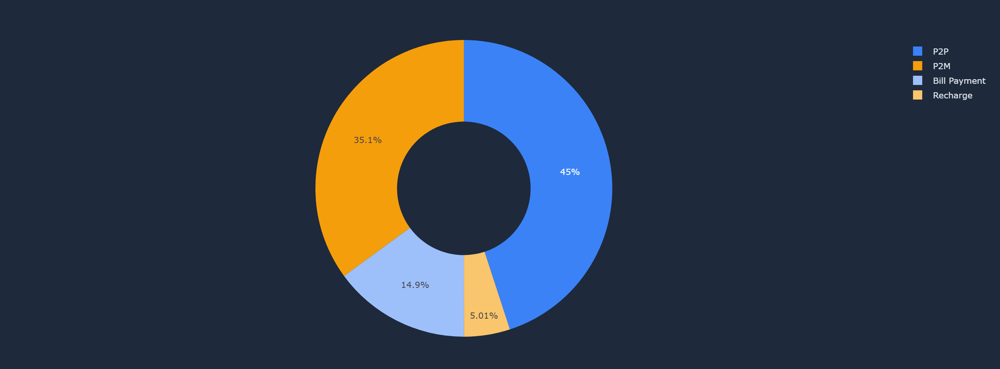 P2P
P2M
Bill Payment
Recharge
35.1%
45%
14.9%
5.01%